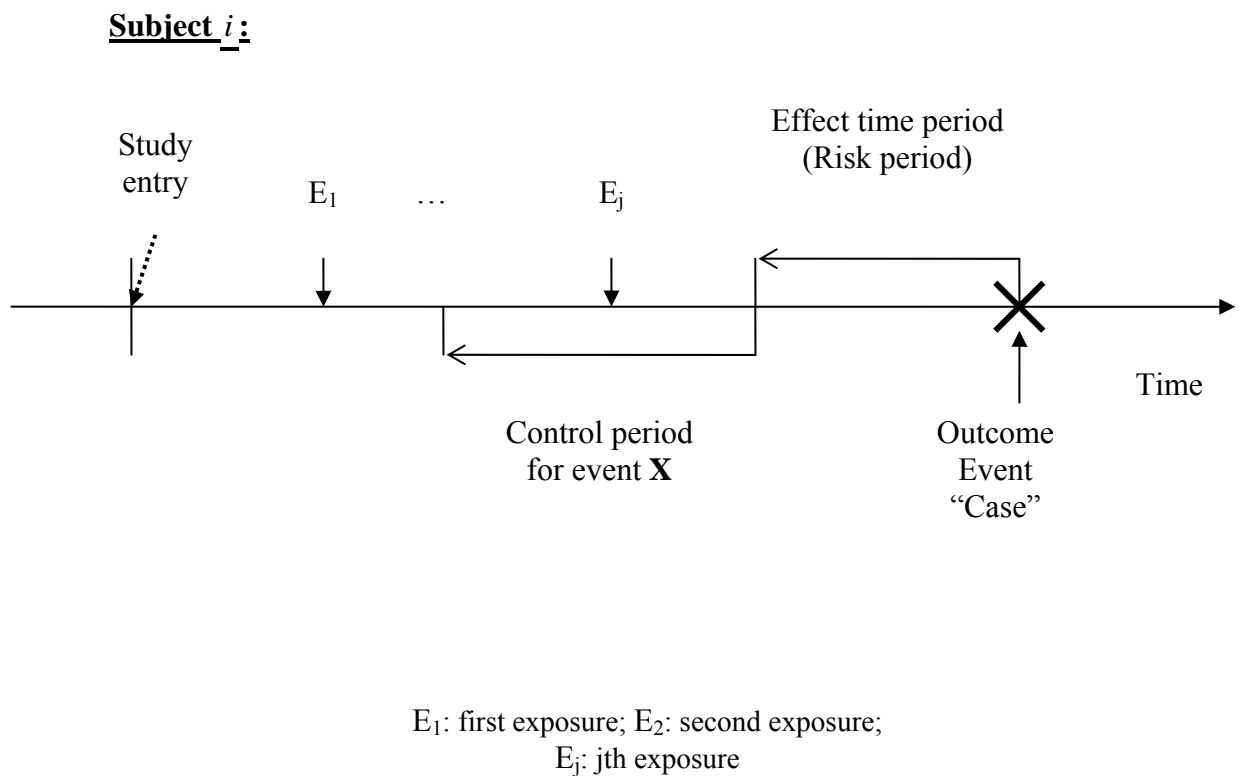 Subject i:
Effect time period
(Risk period)
Study
entry
E₁ … Eⱼ
Time
Control period
for event X
Outcome
Event
“Case”
E₁: first exposure; E₂: second exposure;
Eⱼ: jth exposure